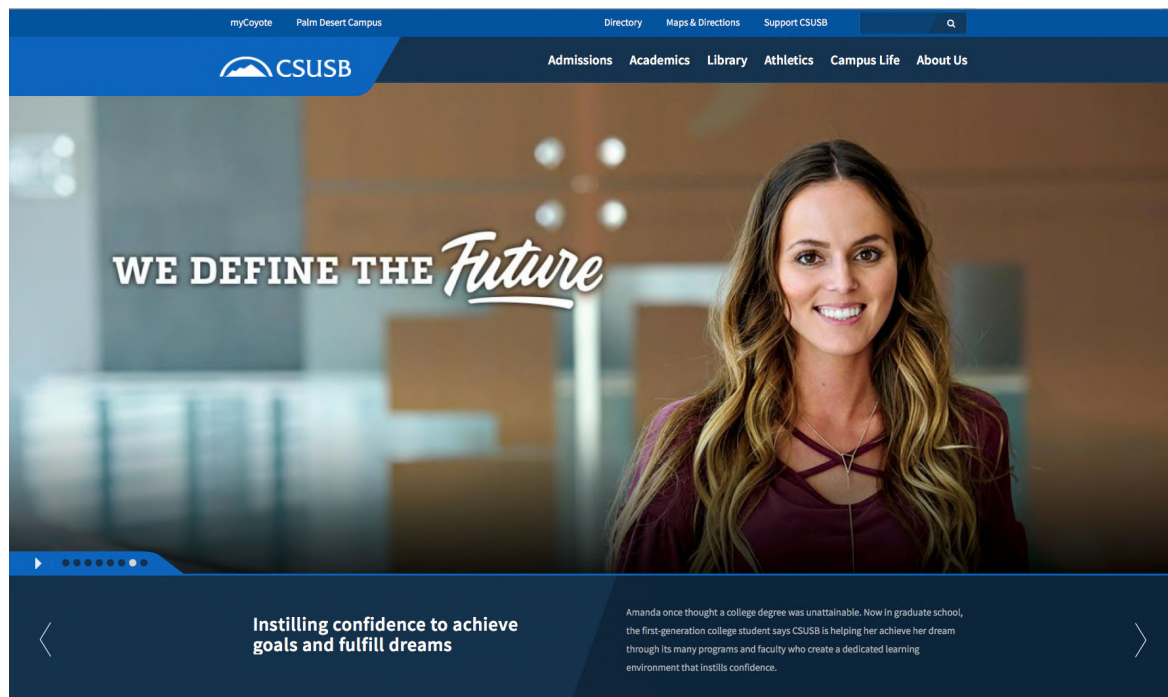 myCoyote Palm Desert Campus Directory Maps & Directions Support CSUSB
CSUSB
Admissions Academics Library Athletics Campus Life About Us
WE DEFINE THE Future
Instilling confidence to achieve
goals and fulfill dreams
Amanda once thought a college degree was unattainable. Now in graduate school,
the first-generation college student says CSUSB is helping her achieve her dream
through its many programs and faculty who create a dedicated learning
environment that instills confidence.